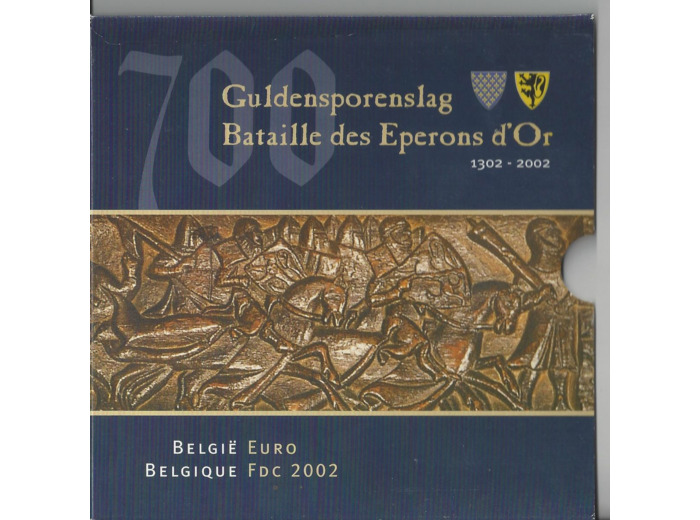 700
Guldensporenslag
Bataille des Eperons d'Or
1302 - 2002
BELGIË EURO
BELGIQUE FDC 2002